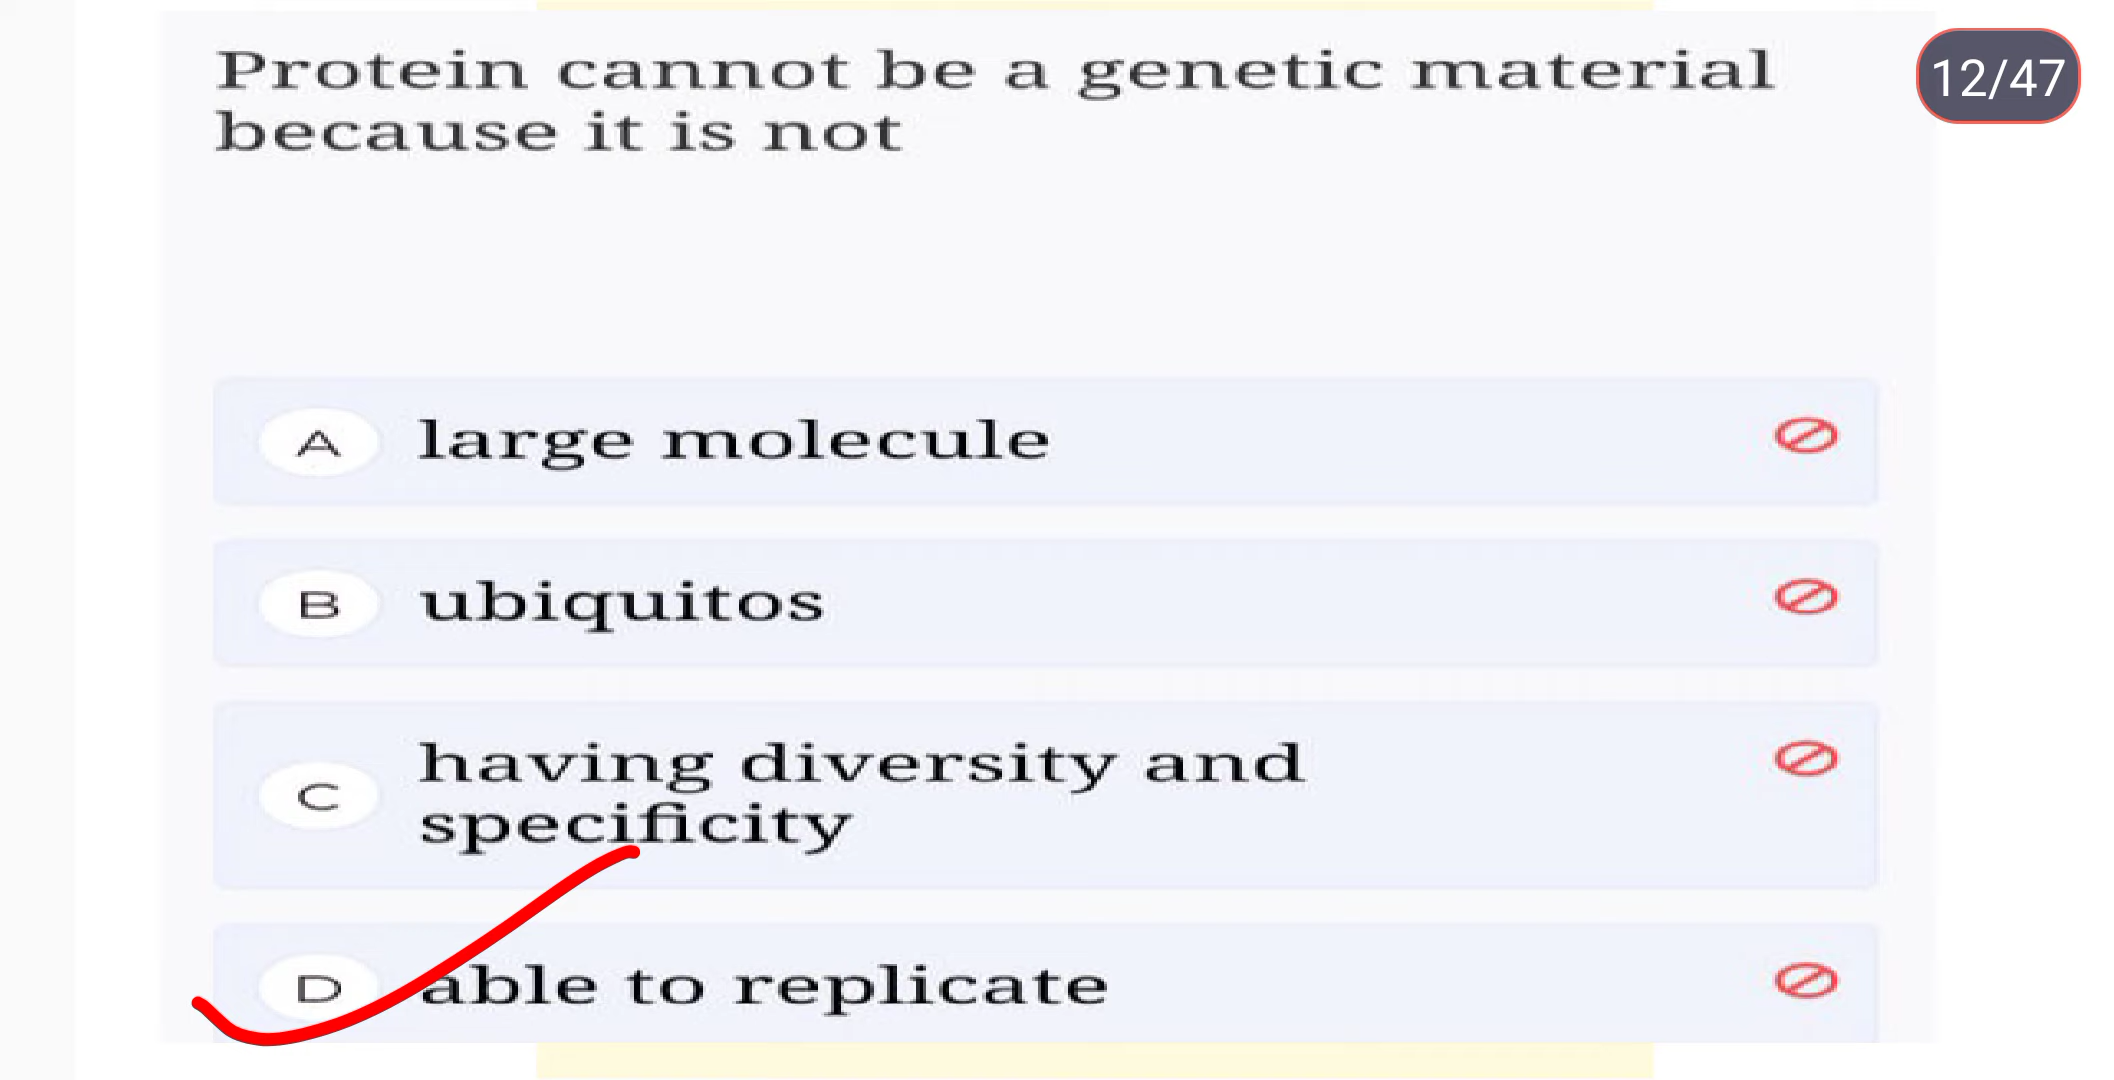 Protein cannot be a genetic material
because it is not
12/47
A large molecule
B ubiquitos
C having diversity and
specificity
D able to replicate